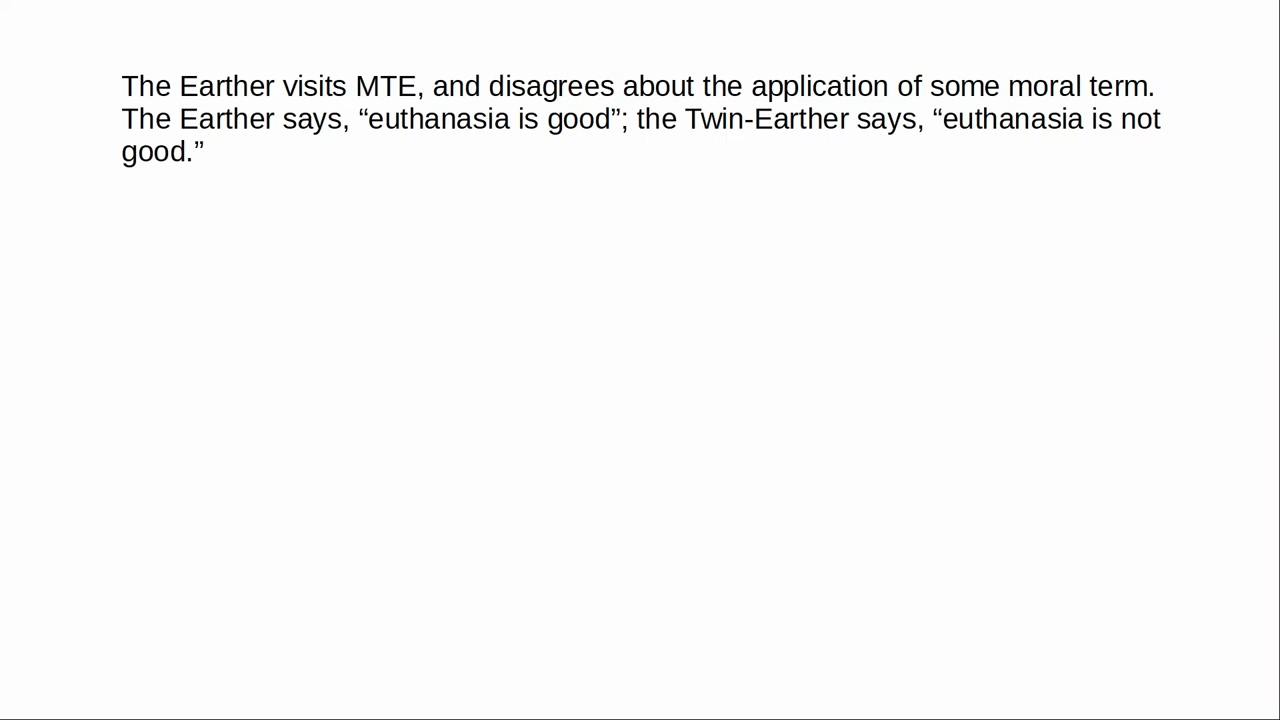 The Earther visits MTE, and disagrees about the application of some moral term.
The Earther says, “euthanasia is good”; the Twin-Earther says, “euthanasia is not
good.”